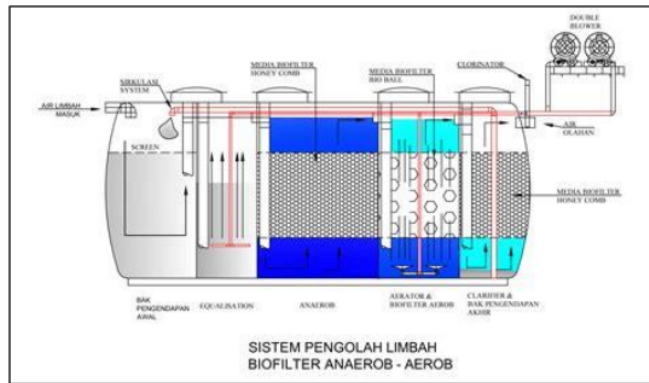 DOUBLE
BLOWER
MEDIA BIOFILTER
HONEY COMB
MEDIA BIOFILTER
BIO BALL
CLORINATOR
SIRKULASI
SYSTEM
AIR LIMBAH
MASUK
AIR
OLAHAN
SCREEN
MEDIA BIOFILTER
HONEY COMB
BAK
PENGENDAPAN
AWAL
EQUALISATION
ANAEROB
AERATOR &
BIOFILTER AEROB
CLARIFIER &
BAK PENGENDAPAN
AKHIR
SISTEM PENGOLAH LIMBAH
BIOFILTER ANAEROB - AEROB